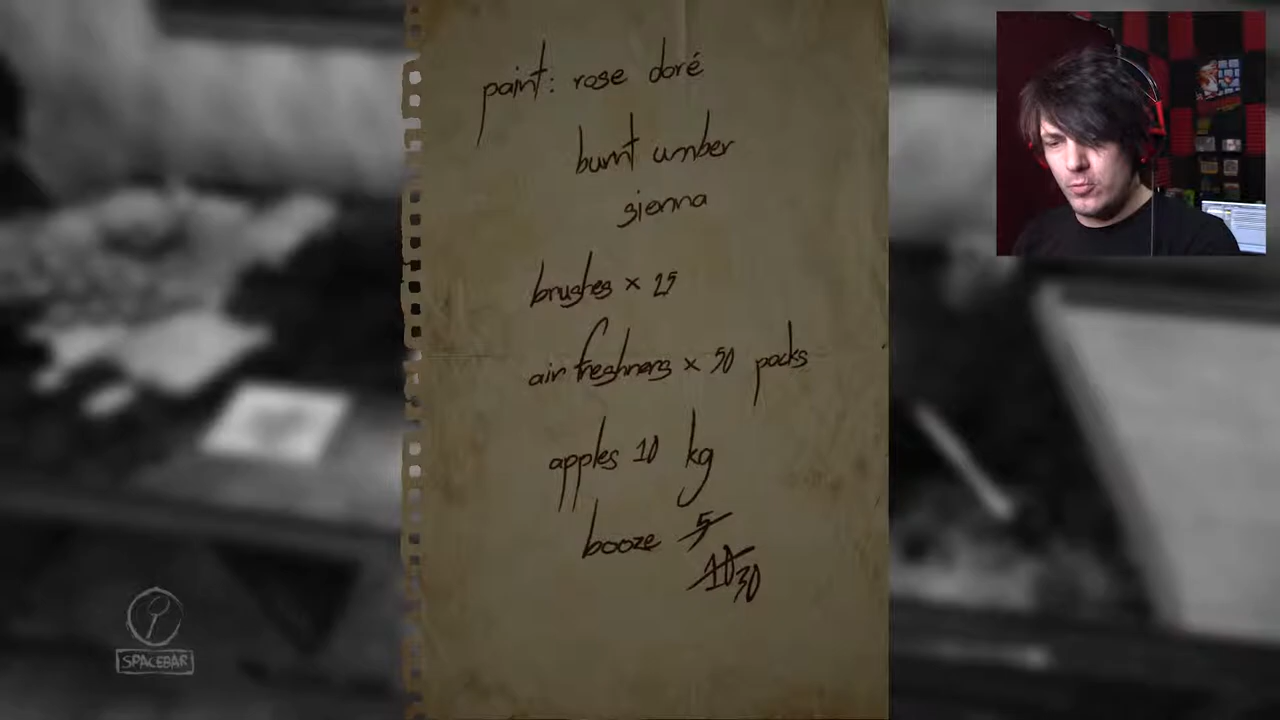 paint: rose doré
burnt umber
sienna
brushes × 25
air freshners × 50 packs
apples 10 kg
booze 5
10 30
SPACEBAR